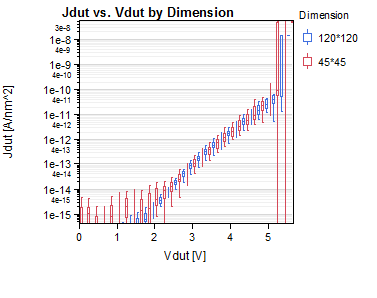 Jdut vs. Vdut by Dimension
Dimension
120*120
45*45
Jdut [A/nm^2]
3e-8
1e-8
4e-9
1e-9
4e-10
1e-10
4e-11
1e-11
4e-12
1e-12
4e-13
1e-13
4e-14
1e-14
4e-15
1e-15
0
1
2
3
4
5
Vdut [V]